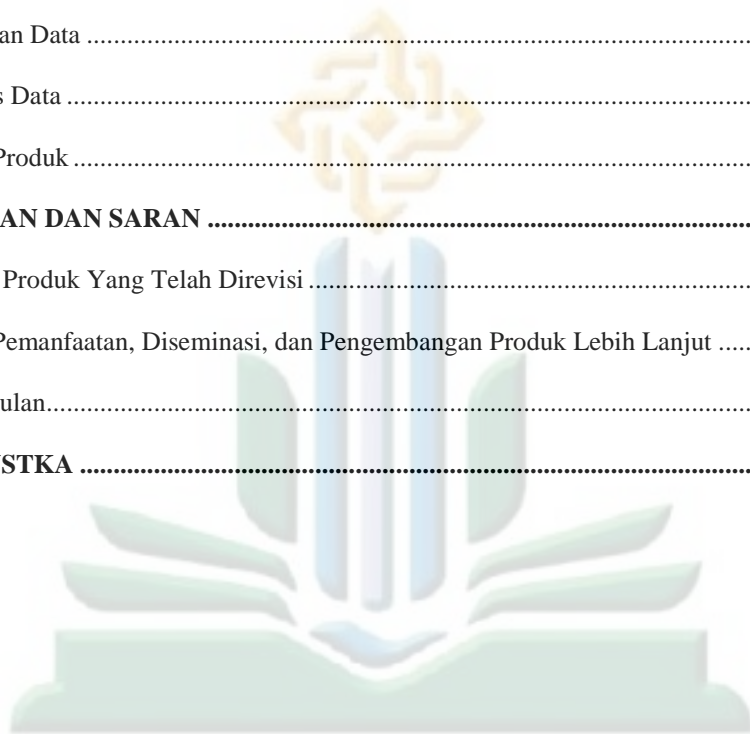 an Data ....................................................................................................
s Data ....................................................................................................
Produk ....................................................................................................
AN DAN SARAN ....................................................................................
Produk Yang Telah Direvisi ....................................................................
Pemanfaatan, Diseminasi, dan Pengembangan Produk Lebih Lanjut .....
ulan....................................................................................................
USTKA ....................................................................................................